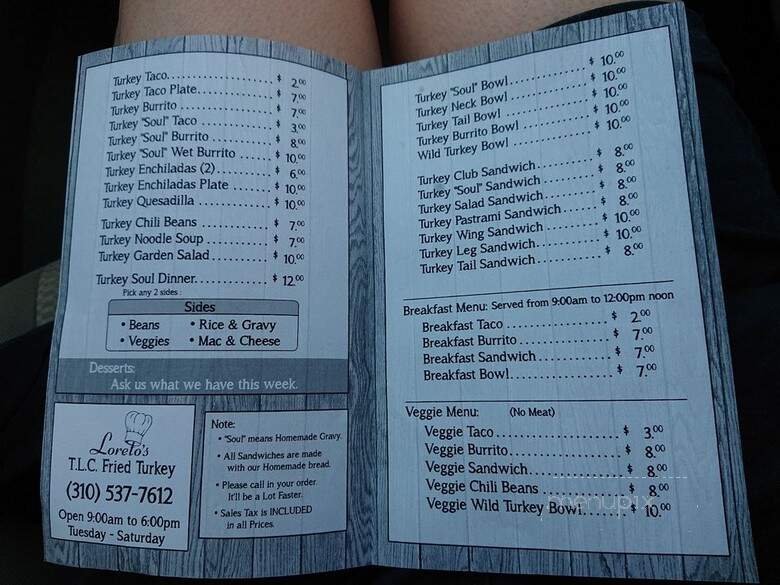 Turkey Taco.................. $ 2.00
Turkey Taco Plate............ $ 7.00
Turkey Burrito .............. $ 7.00
Turkey "Soul" Taco .......... $ 3.00
Turkey "Soul" Burrito ....... $ 8.00
Turkey "Soul" Wet Burrito ... $ 10.00
Turkey Enchiladas (2)........ $ 6.00
Turkey Enchiladas Plate ..... $ 10.00
Turkey Quesadilla ........... $ 10.00
Turkey Chili Beans .......... $ 7.00
Turkey Noodle Soup .......... $ 7.00
Turkey Garden Salad.......... $ 10.00
Turkey Soul Dinner........... $ 12.00
Pick any 2 sides
Sides
• Beans • Rice & Gravy
• Veggies • Mac & Cheese
Desserts:
Ask us what we have this week.
Loreto's
T.L.C. Fried Turkey
(310) 537-7612
Open 9:00am to 6:00pm
Tuesday - Saturday
Note:
• "Soul" means Homemade Gravy.
• All Sandwiches are made
with our Homemade bread.
• Please call in your order.
It'll be a Lot Faster.
• Sales Tax is INCLUDED
in all Prices.
Turkey "Soul" Bowl........... $ 10.00
Turkey Neck Bowl ............ $ 10.00
Turkey Tail Bowl ............ $ 10.00
Turkey Burrito Bowl ......... $ 10.00
Wild Turkey Bowl............. $ 10.00
Turkey Club Sandwich......... $ 8.00
Turkey "Soul" Sandwich ...... $ 8.00
Turkey Salad Sandwich........ $ 8.00
Turkey Pastrami Sandwich..... $ 8.00
Turkey Wing Sandwich ........ $ 10.00
Turkey Leg Sandwich.......... $ 10.00
Turkey Tail Sandwich......... $ 8.00
Breakfast Menu: Served from 9:00am to 12:00pm noon
Breakfast Taco .............. $ 2.00
Breakfast Burrito ........... $ 7.00
Breakfast Sandwich .......... $ 7.00
Breakfast Bowl............... $ 7.00
Veggie Menu: (No Meat)
Veggie Taco.................. $ 3.00
Veggie Burrito............... $ 8.00
Veggie Sandwich.............. $ 8.00
Veggie Chili Beans .......... $ 8.00
Veggie Wild Turkey Bowl...... $ 10.00
menupix